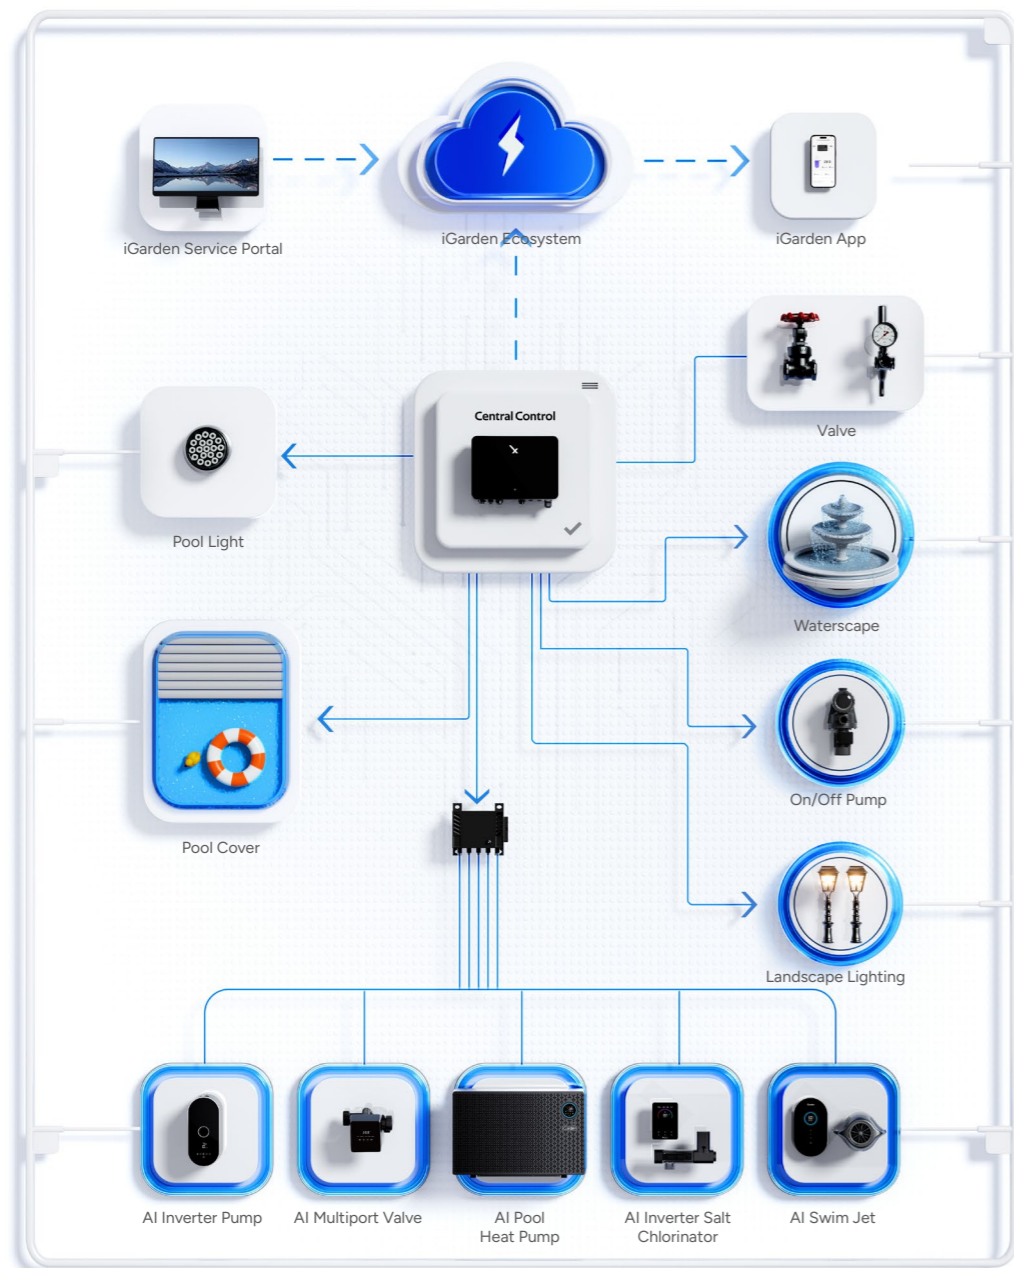 iGarden Service Portal
iGarden Ecosystem
iGarden App
Central Control
Valve
Pool Light
Waterscape
On/Off Pump
Pool Cover
Landscape Lighting
AI Inverter Pump
AI Multiport Valve
AI Pool
Heat Pump
AI Inverter Salt
Chlorinator
AI Swim Jet